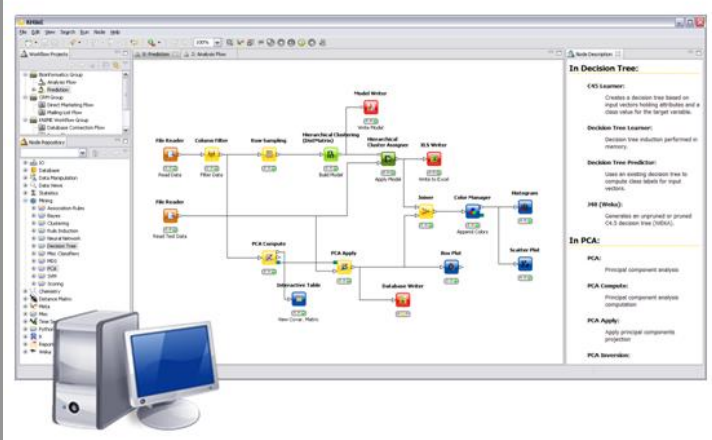 KNIME
File Edit View Search Run Node Help
100%
Workflow Projects
Bioinformatics Group
Analysis Flow
Prediction
CRM Group
Direct Marketing Flow
Mailing-List Flow
KNIME Workflow Group
Database Connection Flow
Node Repository
IO
Database
Data Manipulation
Data Views
Statistics
Mining
Association Rules
Bayes
Clustering
Rule Induction
Neural Network
Decision Tree
Misc Classifiers
MDS
PCA
SVM
Scoring
Chemistry
Distance Matrix
Meta
Misc
Time Se
Python
R
Report
Weka
2: Prediction
3: Analysis Flow
Model Writer
Write Model
File Reader
Column Filter
Row Sampling
Hierarchical Clustering
(DistMatrix)
Hierarchical
Cluster Assigner
XLS Writer
Read Data
Filter Data
Build Model
Apply Model
Write to Excel
File Reader
Read Test Data
Joiner
Color Manager
Histogram
Append Colors
PCA Compute
PCA Apply
Box Plot
Scatter Plot
Interactive Table
Database Writer
View Covar. Matrix
Node Description
In Decision Tree:
C45 Learner:
Creates a decision tree based on
input vectors holding attributes and a
class value for the target variable.
Decision Tree Learner:
Decision tree induction performed in
memory.
Decision Tree Predictor:
Uses an existing decision tree to
compute class labels for input
vectors.
J48 (Weka):
Generates an unpruned or pruned
C4.5 decision tree (WEKA).
In PCA:
PCA:
Principal component analysis
PCA Compute:
Principal component analysis
computation
PCA Apply:
Apply principal components
projection
PCA Inversion: